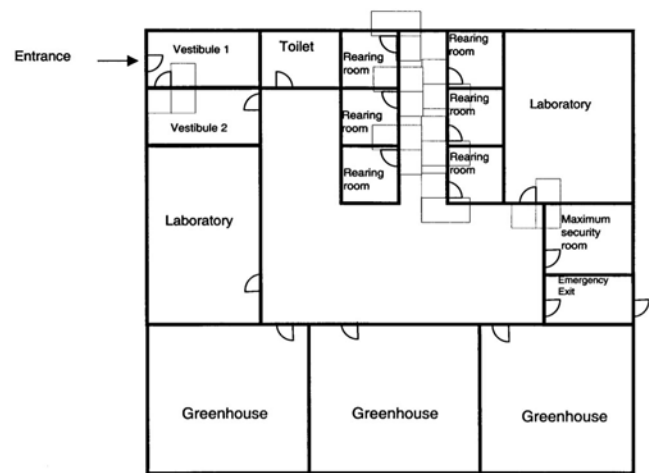 Entrance
Vestibule 1
Toilet
Rearing
room
Rearing
room
Laboratory
Vestibule 2
Rearing
room
Rearing
room
Rearing
room
Rearing
room
Laboratory
Maximum
security
room
Emergency
Exit
Greenhouse
Greenhouse
Greenhouse